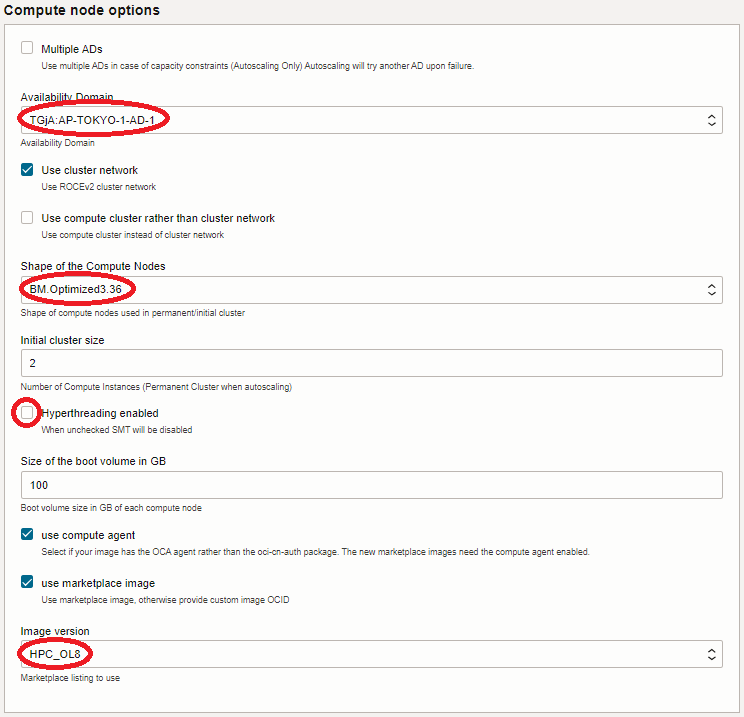 Compute node options
Multiple ADs
Use multiple ADs in case of capacity constraints (Autoscaling Only) Autoscaling will try another AD upon failure.
Availability Domain
TGjA:AP-TOKYO-1-AD-1
Availability Domain
Use cluster network
Use ROCEv2 cluster network
Use compute cluster rather than cluster network
Use compute cluster instead of cluster network
Shape of the Compute Nodes
BM.Optimized3.36
Shape of compute nodes used in permanent/initial cluster
Initial cluster size
2
Number of Compute Instances (Permanent Cluster when autoscaling)
Hyperthreading enabled
When unchecked SMT will be disabled
Size of the boot volume in GB
100
Boot volume size in GB of each compute node
use compute agent
Select if your image has the OCA agent rather than the oci-cn-auth package. The new marketplace images need the compute agent enabled.
use marketplace image
Use marketplace image, otherwise provide custom image OCID
Image version
HPC_OL8
Marketplace listing to use